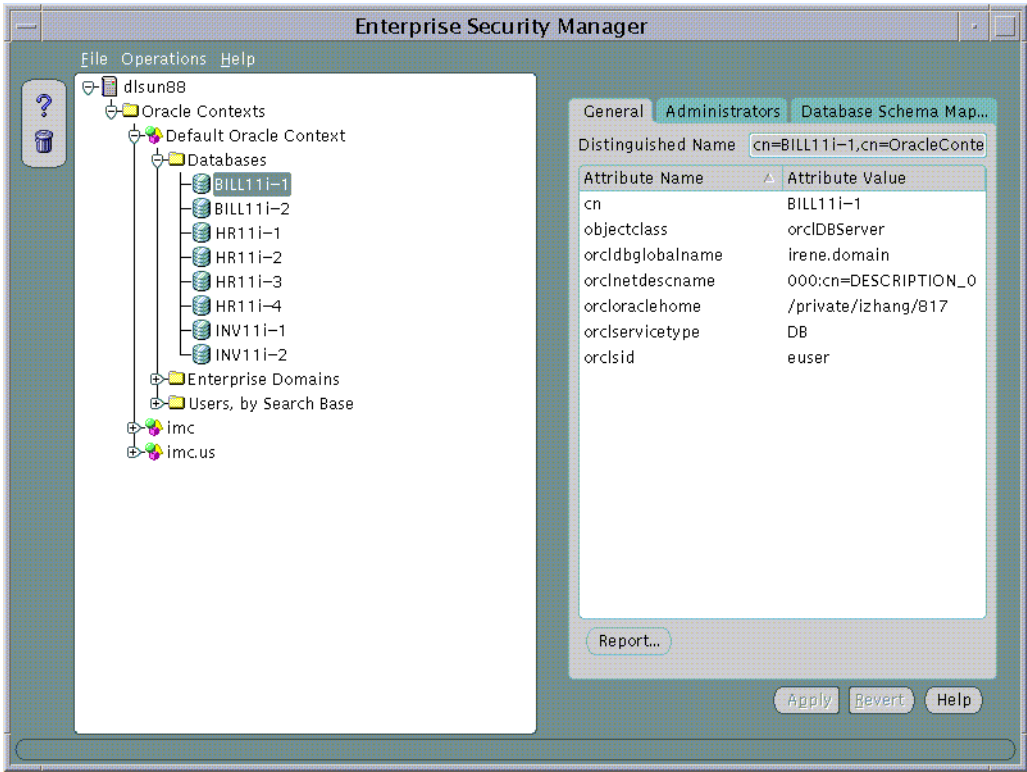 Enterprise Security Manager
File Operations Help
dlsun88
Oracle Contexts
Default Oracle Context
Databases
BILL11i-1
BILL11i-2
HR11i-1
HR11i-2
HR11i-3
HR11i-4
INV11i-1
INV11i-2
Enterprise Domains
Users, by Search Base
imc
imc.us
General Administrators Database Schema Map...
Distinguished Name cn=BILL11i-1,cn=OracleConte
Attribute Name Attribute Value
cn BILL11i-1
objectclass orclDBServer
orcldbglobalname irene.domain
orclnetdescname 000:cn=DESCRIPTION_0
orcloraclehome /private/izhang/817
orclservicetype DB
orclsid euser
Report...
Apply Revert Help